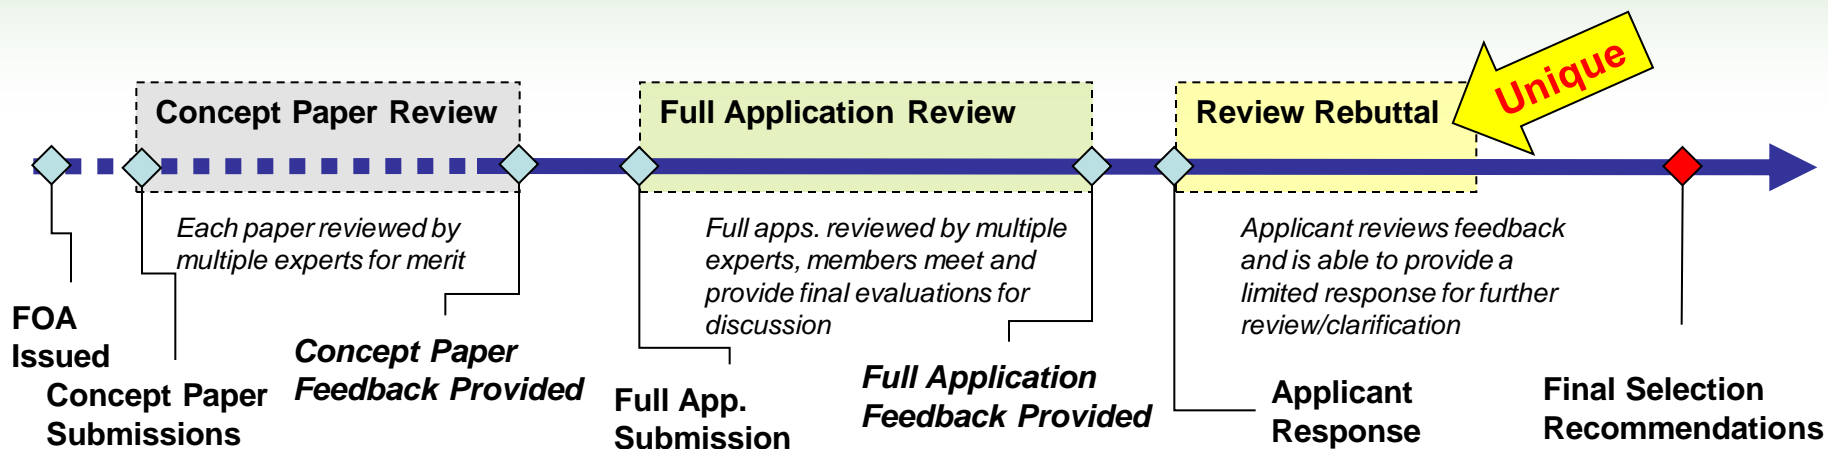 Unique
Concept Paper Review
Full Application Review
Review Rebuttal
Each paper reviewed by
multiple experts for merit
Full apps. reviewed by multiple
experts, members meet and
provide final evaluations for
discussion
Applicant reviews feedback
and is able to provide a
limited response for further
review/clarification
FOA
Issued
Concept Paper
Submissions
Concept Paper
Feedback Provided
Full App.
Submission
Full Application
Feedback Provided
Applicant
Response
Final Selection
Recommendations